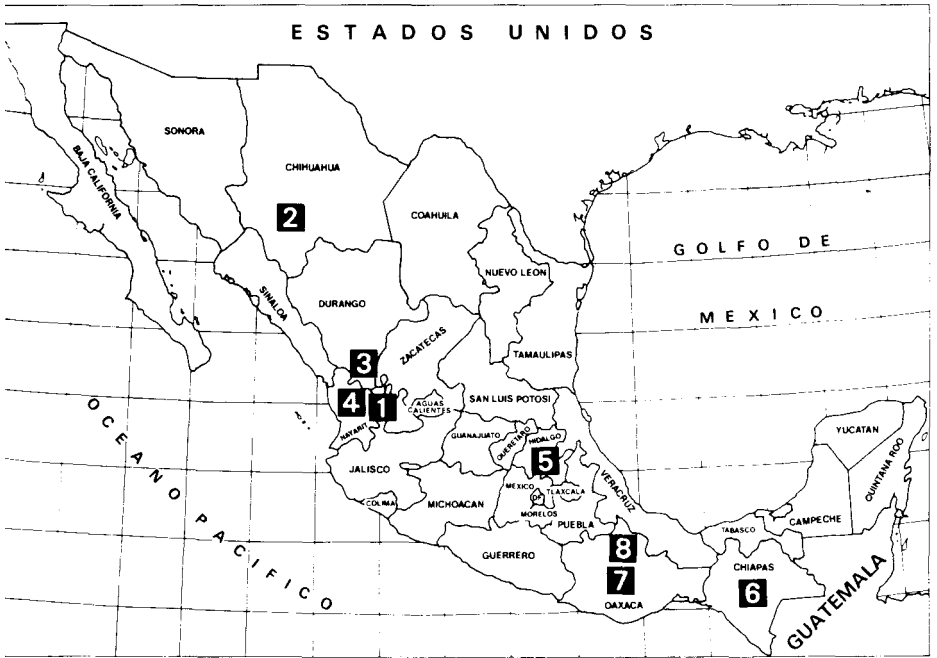 ESTADOS UNIDOS
SONORA
BAJA CALIFORNIA
CHIHUAHUA
2
COAHUILA
GOLFO DE
MEXICO
NUEVO LEON
SINALOA
DURANGO
ZACATECAS
TAMAULIPAS
3
4
1
AGUAS
CALIENTES
SAN LUIS POTOSI
NAYARIT
GUANAJUATO
QUERETARO
HIDALGO
5
VERACRUZ
YUCATAN
QUINTANA ROO
CAMPECHE
JALISCO
COLIMA
MICHOACAN
MEXICO
DF
TLAXCALA
MORELOS
PUEBLA
TABASCO
GUERRERO
8
7
OAXACA
CHIAPAS
6
GUATEMALA
OCEANO PACIFICO